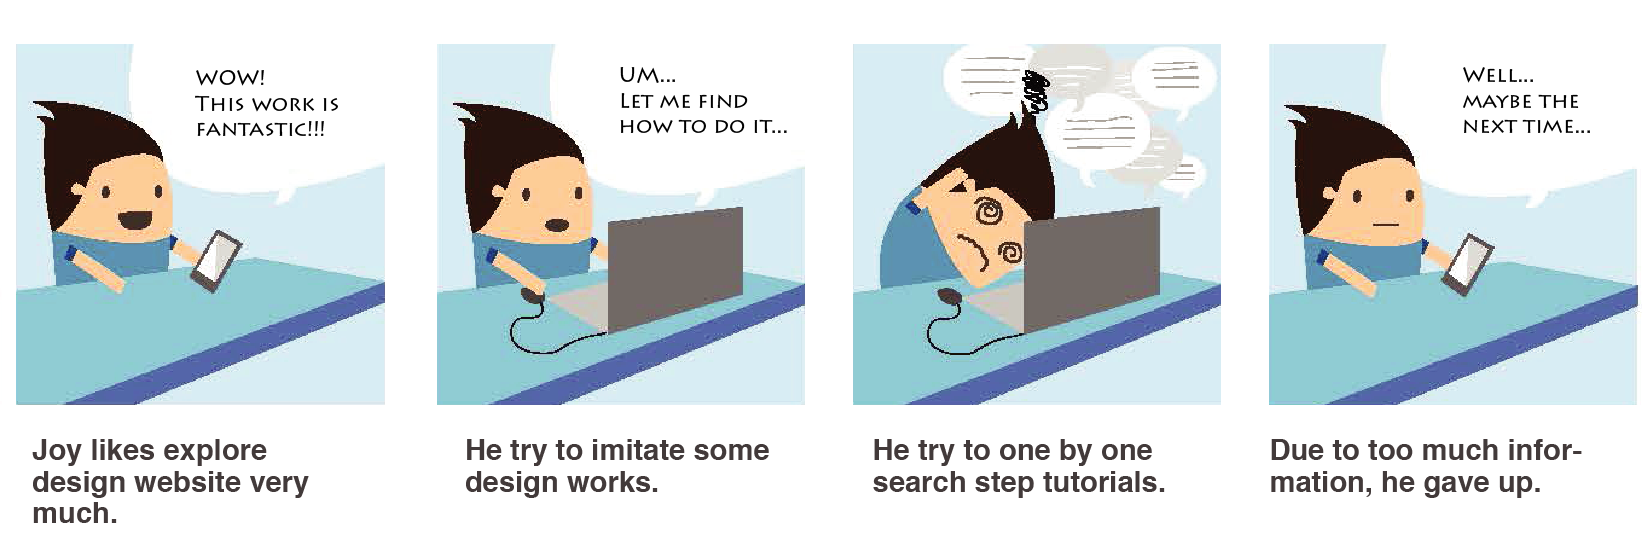 WOW!
THIS WORK IS
FANTASTIC!!!
UM...
LET ME FIND
HOW TO DO IT...
WELL...
MAYBE THE
NEXT TIME...
Joy likes explore
design website very
much.
He try to imitate some
design works.
He try to one by one
search step tutorials.
Due to too much infor-
mation, he gave up.